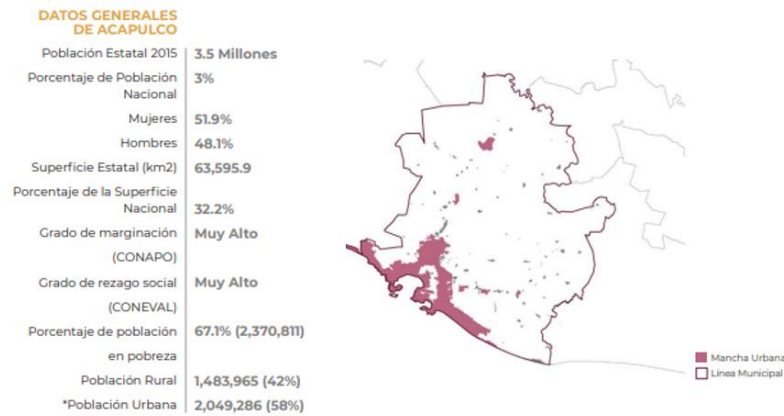 DATOS GENERALES
DE ACAPULCO
Población Estatal 2015 3.5 Millones
Porcentaje de Población 3%
Nacional
Mujeres 51.9%
Hombres 48.1%
Superficie Estatal (km2) 63,595.9
Porcentaje de la Superficie
Nacional 32.2%
Grado de marginación Muy Alto
(CONAPO)
Grado de rezago social Muy Alto
(CONEVAL)
Porcentaje de población 67.1% (2,370,811)
en pobreza
Población Rural 1,483,965 (42%)
*Población Urbana 2,049,286 (58%)
Mancha Urbana
Línea Municipal